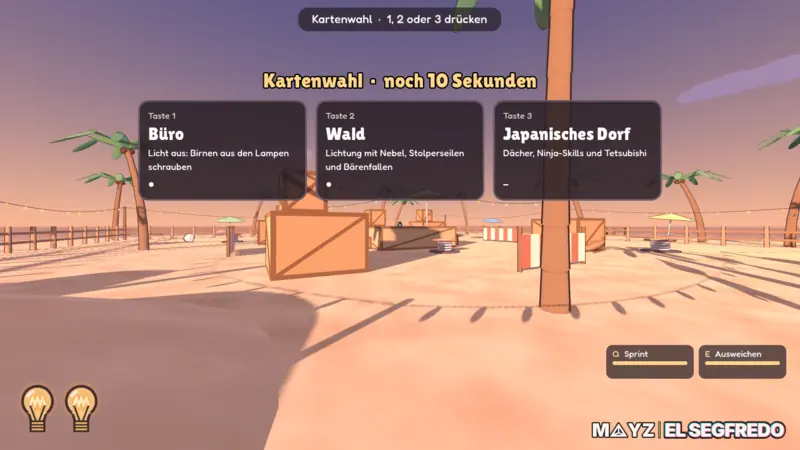 Kartenwahl · 1, 2 oder 3 drücken
Kartenwahl · noch 10 Sekunden
Taste 1
Büro
Licht aus: Birnen aus den Lampen
schrauben
Taste 2
Wald
Lichtung mit Nebel, Stolperseilen
und Bärenfallen
Taste 3
Japanisches Dorf
Dächer, Ninja-Skills und Tetsubishi
–
Q Sprint
E Ausweichen
MAYZ | EL SEGFREDO